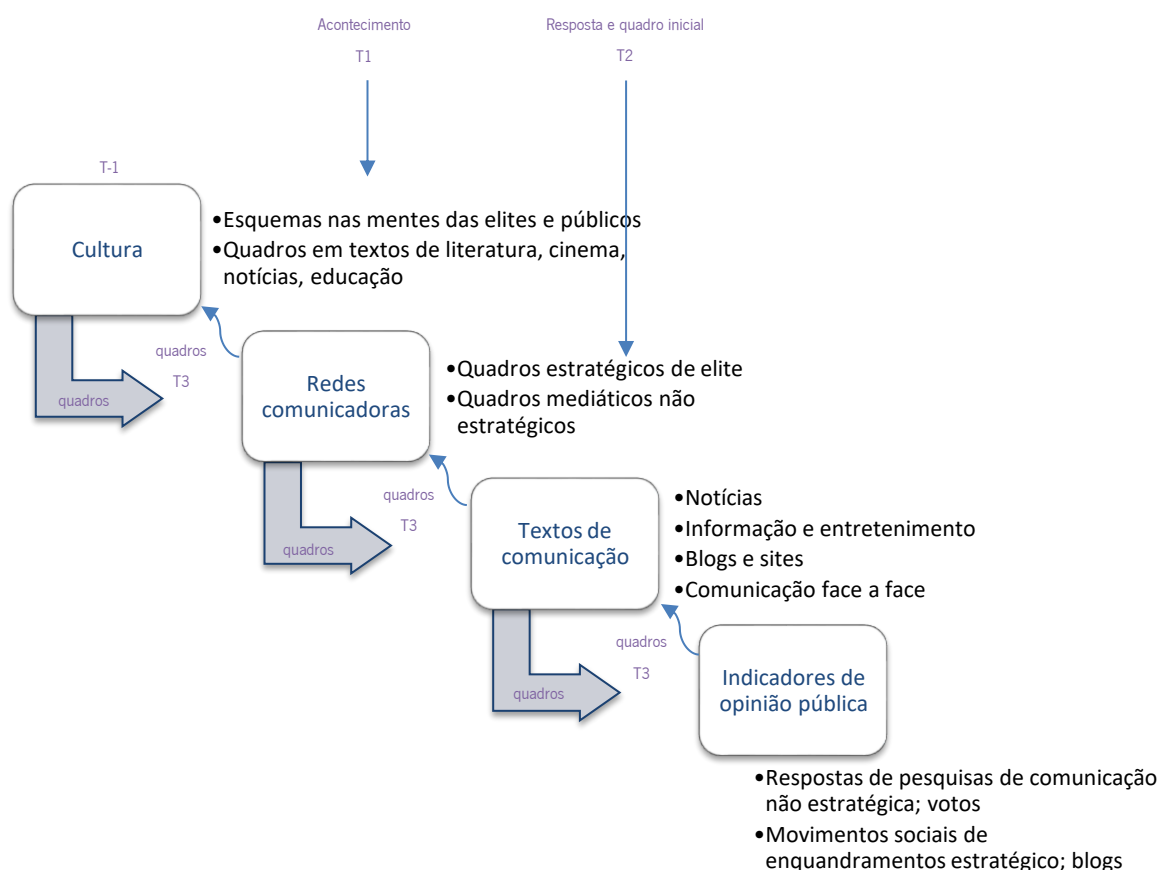 Acontecimento
T1
Resposta e quadro inicial
T2
T-1
Cultura
•Esquemas nas mentes das elites e públicos
•Quadros em textos de literatura, cinema,
notícias, educação
quadros
T3
quadros
Redes
comunicadoras
•Quadros estratégicos de elite
•Quadros mediáticos não
estratégicos
quadros
T3
quadros
Textos de
comunicação
•Notícias
•Informação e entretenimento
•Blogs e sites
•Comunicação face a face
quadros
T3
quadros
Indicadores de
opinião pública
•Respostas de pesquisas de comunicação
não estratégica; votos
•Movimentos sociais de
enquandramentos estratégico; blogs